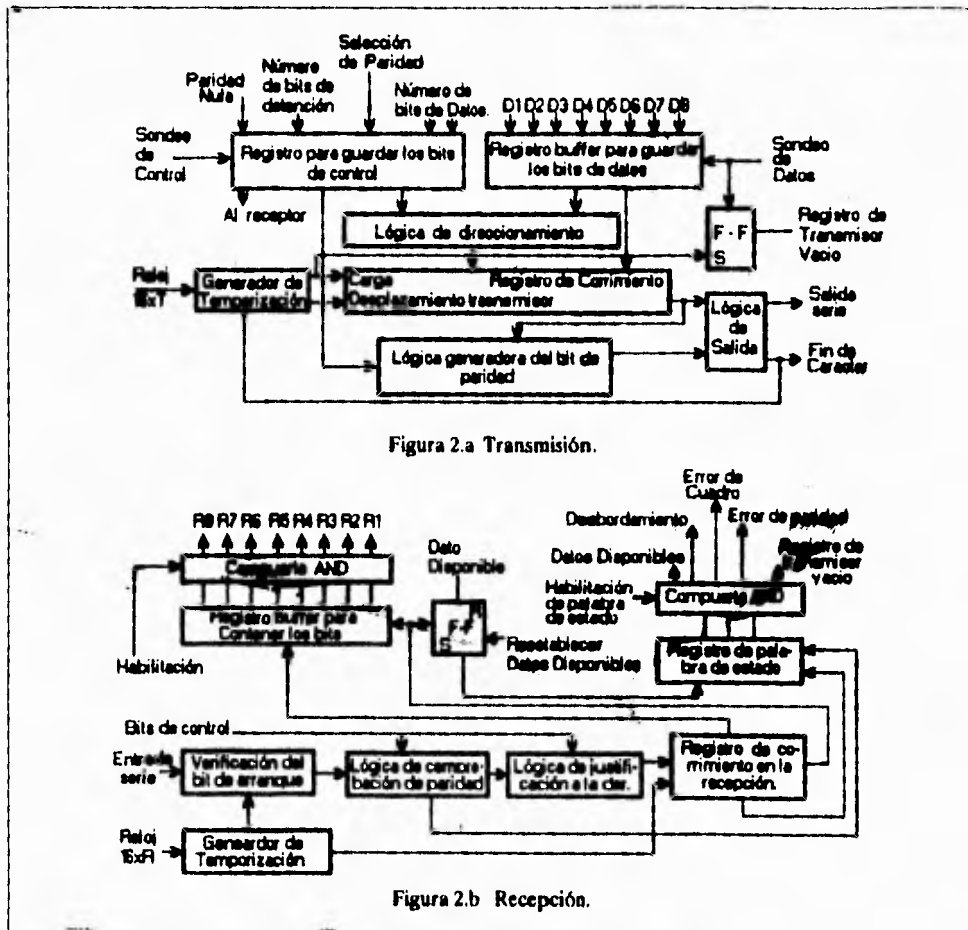 Selección
de Paridad
Paridad
Nula
Número
de bits de
detención
Número de
bits de Datos.
D1 D2 D3 D4 D5 D6 D7 D8
Sondeo
de
Control
Registro para guardar los bits
de control
Registro buffer para guardar
los bits de datos
Sondeo
de
Datos
Al receptor
Lógica de direccionamiento
F - F
S
Registro de
Transmisor
Vacio
Reloj
16xT
Generador de
Temporización
Carga
Registro de Corrimiento
Desplazamiento trasnmisor
Lógica
de
Salida
Salida
serie
Lógica generadora del bit de
paridad
Fin de
Caracter
Figura 2.a Transmisión.
Error de
Cuadro
Desbordamiento
Error de paridad
R8 R7 R6 R5 R4 R3 R2 R1
Dato
Disponible
Datos Disponibles
Registro de
vacio
Compuerta AND
Habilitación
de palabra
de estado
Compuerta AND
Registro buffer para
Contener los bits
F-F
R
S
Habilitación
Resetablecer
Datos Disponibles
Registro de pala-
bra de estado
Bits de control
Entrada
serie
Verificación del
bit de arranque
Lógica de compro-
bación de paridad
Lógica de justifi-
cación a la der.
Registro de co-
rrimiento en la
recepción.
Reloj
16xR
Geneardor de
Temporización
Figura 2.b Recepción.